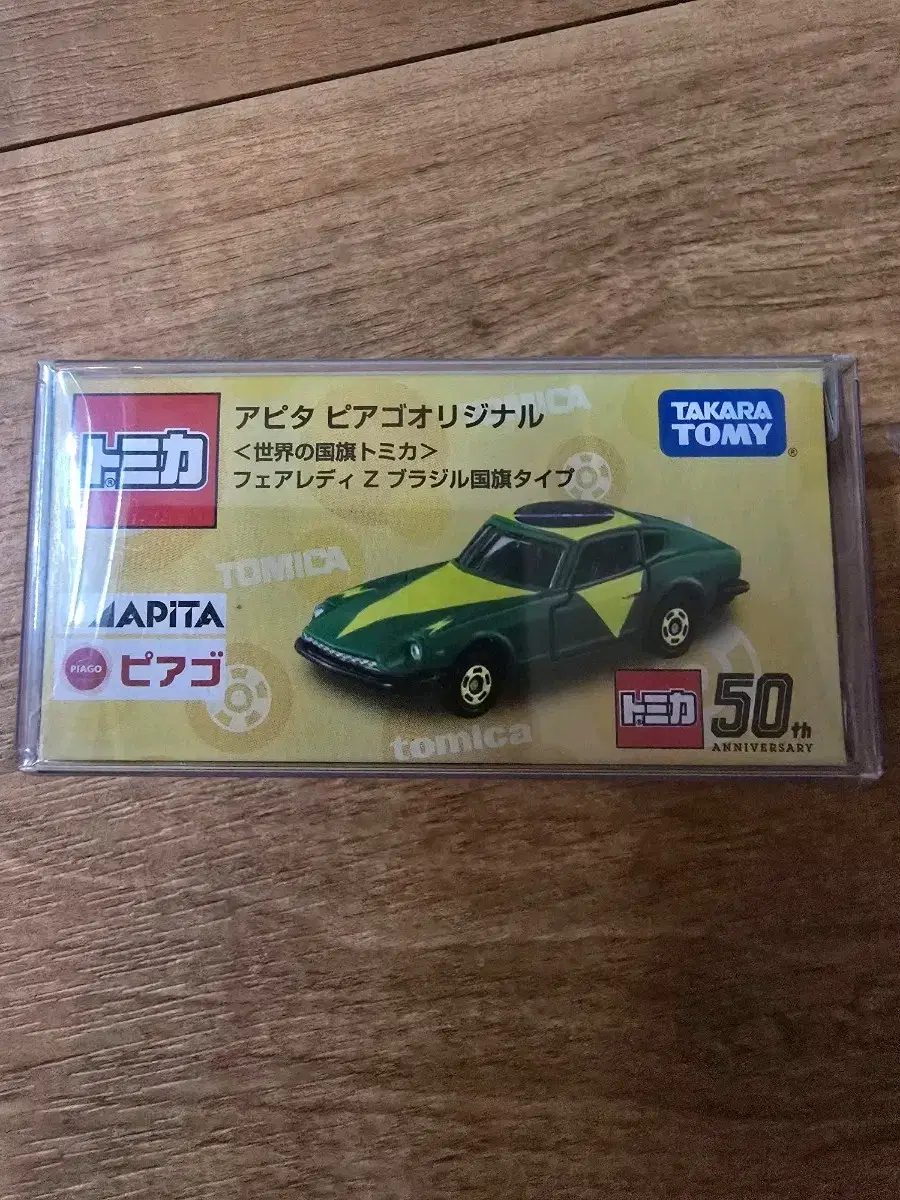 トミカ
アピタ ピアゴオリジナル
<世界の国旗トミカ>
フェアレディ Z ブラジル国旗タイプ
TAKARA
TOMY
®
TOMICA
TOMICA
APiTA
PIAGO
ピアゴ
tomica
トミカ
50th
ANNIVERSARY